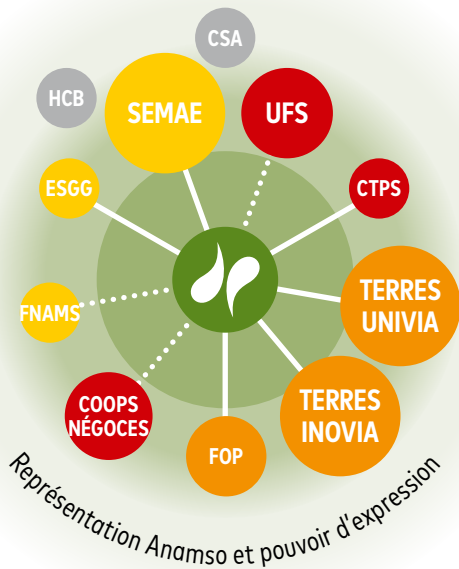 CSA
HCB
SEMAE
UFS
ESGG
CTPS
FNAMS
TERRES
UNIVIA
COOPS
NÉGOCES
TERRES
INOVIA
FOP
Représentation Anamso et pouvoir d'expression